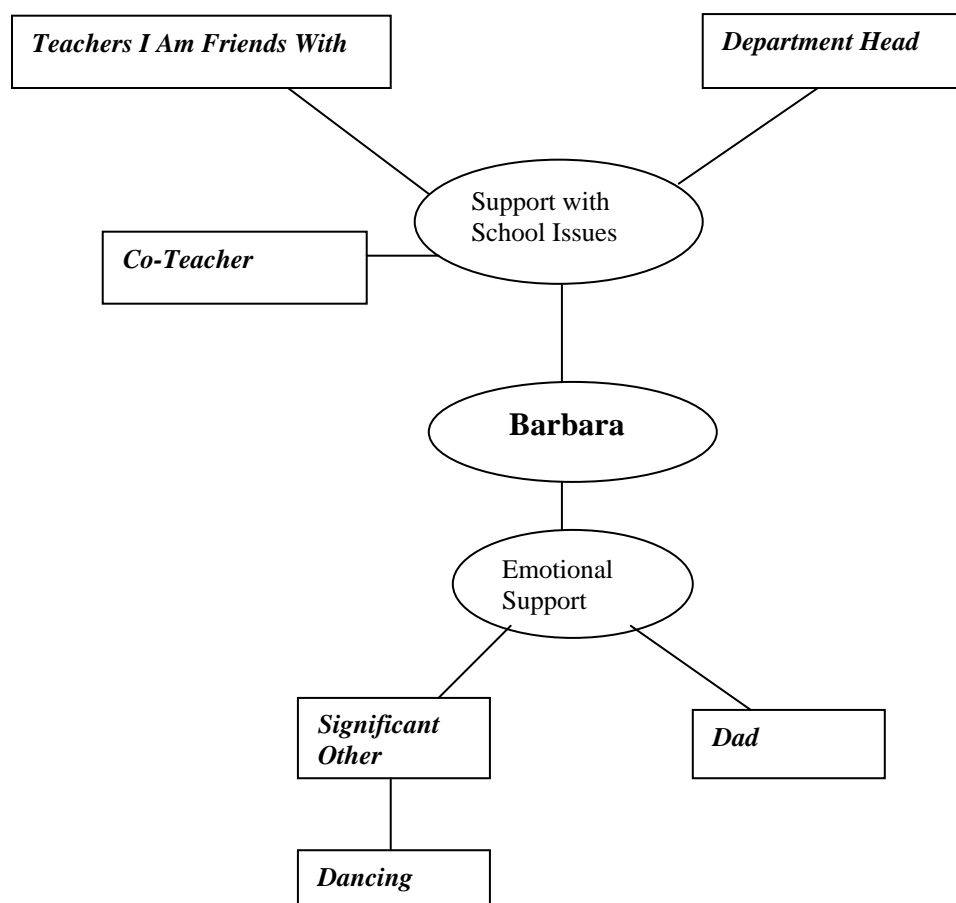 Teachers I Am Friends With
Department Head
Support with
School Issues
Co-Teacher
Barbara
Emotional
Support
Significant
Other
Dad
Dancing